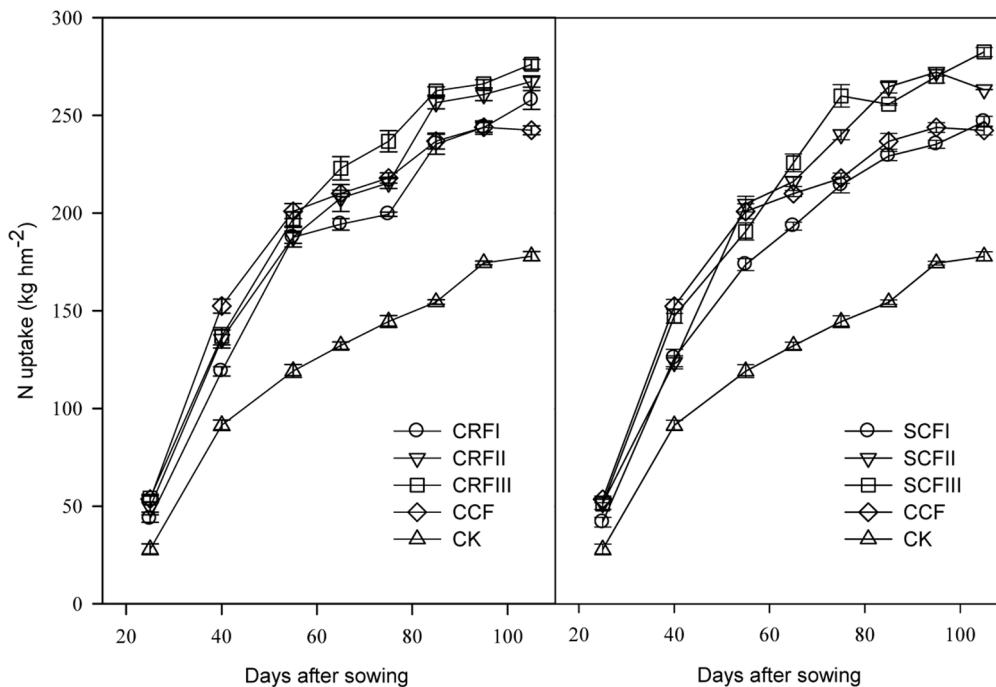 300
250
200
150
100
50
0
N uptake (kg hm⁻²)
CRFI
CRFII
CRFIII
CCF
CK
20 40 60 80 100
Days after sowing
SCFI
SCFII
SCFIII
CCF
CK
20 40 60 80 100
Days after sowing